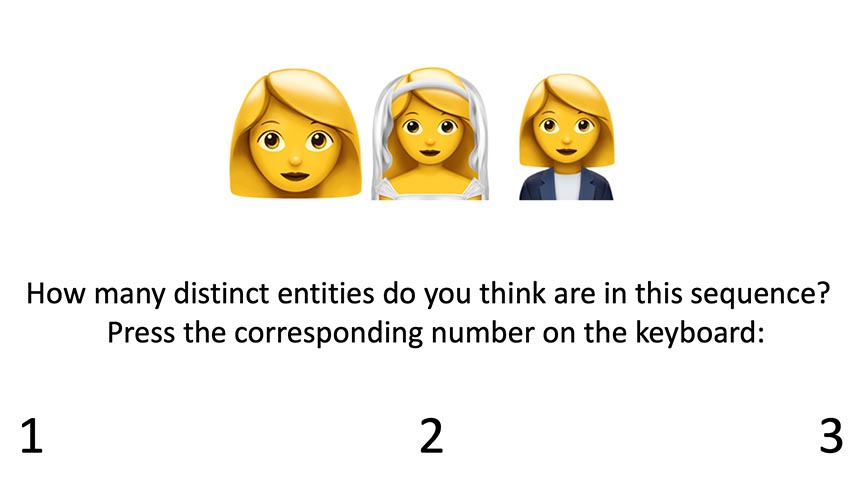 How many distinct entities do you think are in this sequence?
Press the corresponding number on the keyboard:
1 2 3